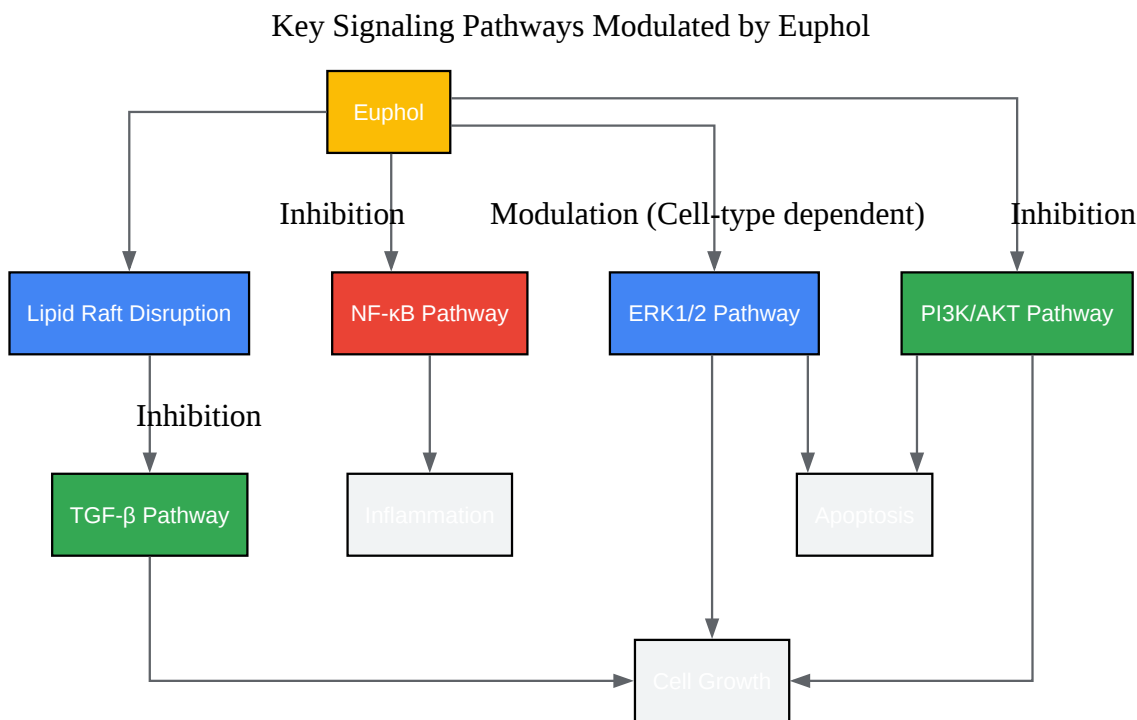 Key Signaling Pathways Modulated by Euphol
Euphol
Inhibition
Modulation (Cell-type dependent)
Inhibition
Lipid Raft Disruption
NF-κB Pathway
ERK1/2 Pathway
PI3K/AKT Pathway
Inhibition
TGF-β Pathway
Inflammation
Apoptosis
Cell Growth